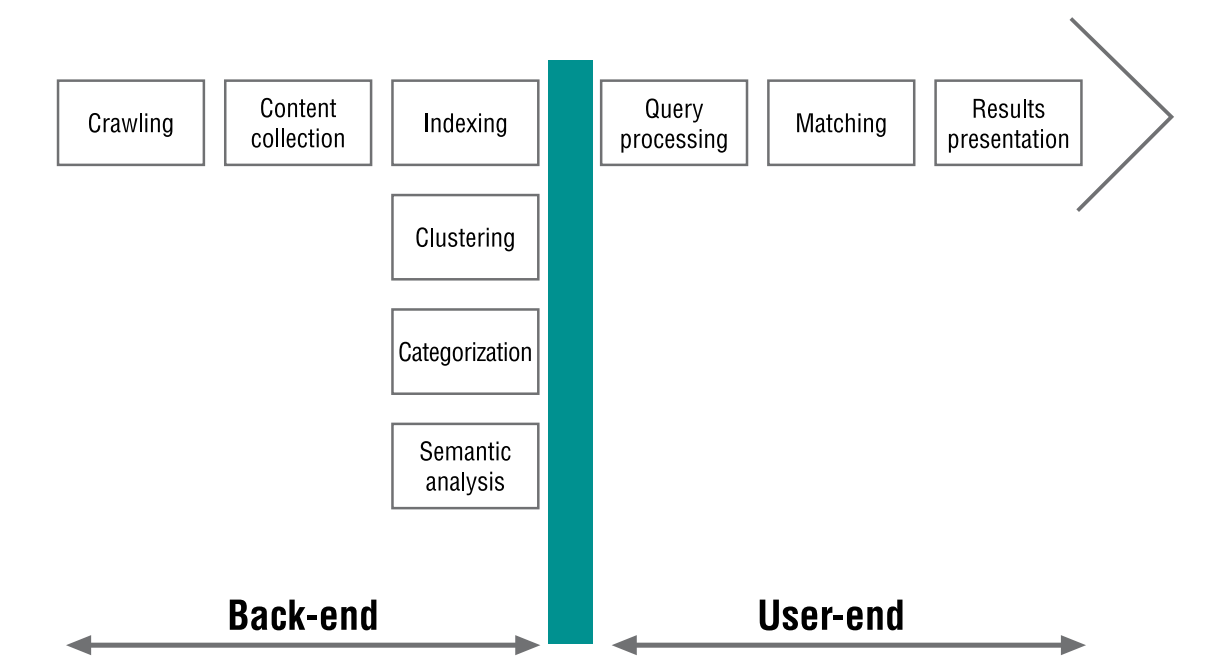 Crawling
Content
collection
Indexing
Query
processing
Matching
Results
presentation
Clustering
Categorization
Semantic
analysis
Back-end
User-end